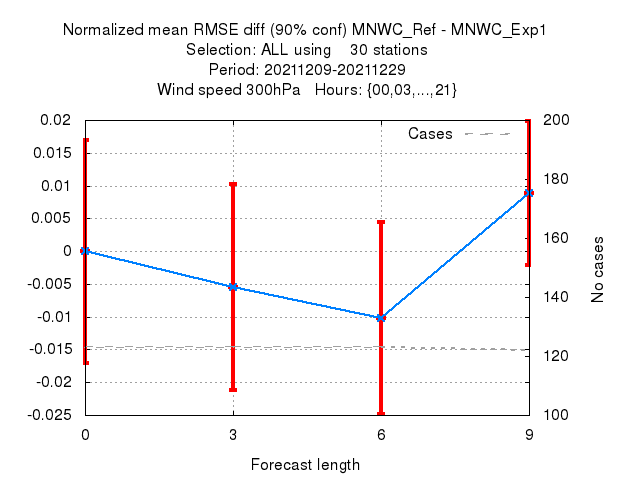 Normalized mean RMSE diff (90% conf) MNWC_Ref - MNWC_Exp1
Selection: ALL using    30 stations
Period: 20211209-20211229
Wind speed 300hPa   Hours: {00,03,...,21}
Cases
0.02
0.015
0.01
0.005
0
-0.005
-0.01
-0.015
-0.02
-0.025
200
180
160
140
120
100
No cases
0
3
6
9
Forecast length